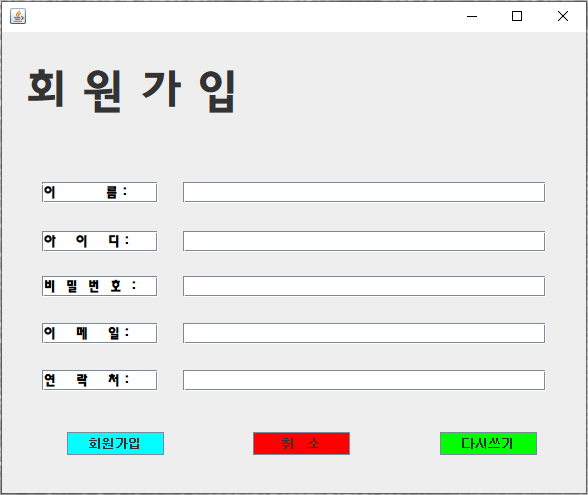 회 원 가 입
이 름 :
아 이 디 :
비 밀 번 호 :
이 메 일 :
연 락 처 :
회원가입 취 소 다시쓰기